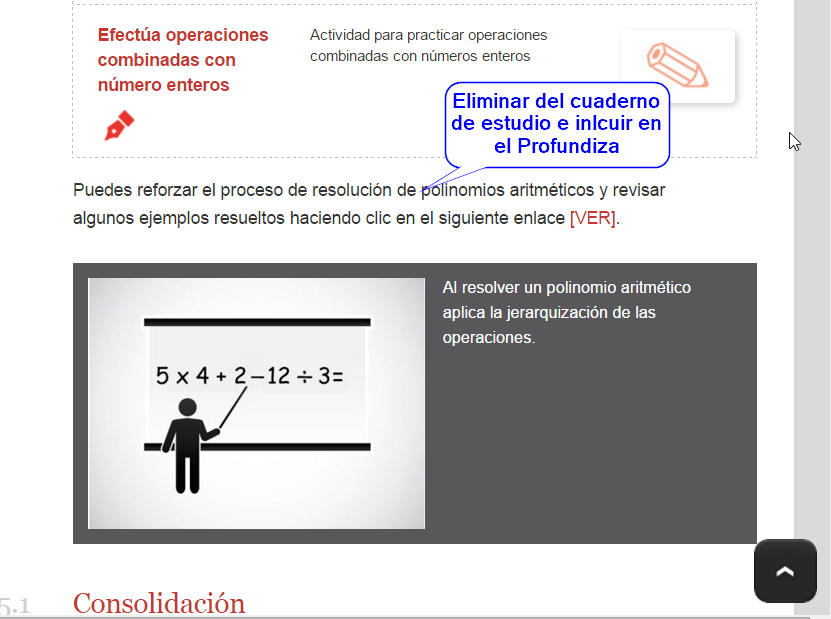 Efectúa operaciones
combinadas con
número enteros
Actividad para practicar operaciones
combinadas con números enteros
Eliminar del cuaderno
de estudio e inlcuir en
el Profundiza
Puedes reforzar el proceso de resolución de polinomios aritméticos y revisar
algunos ejemplos resueltos haciendo clic en el siguiente enlace [VER].
5 x 4 + 2 – 12 ÷ 3=
Al resolver un polinomio aritmético
aplica la jerarquización de las
operaciones.
5.1 Consolidación